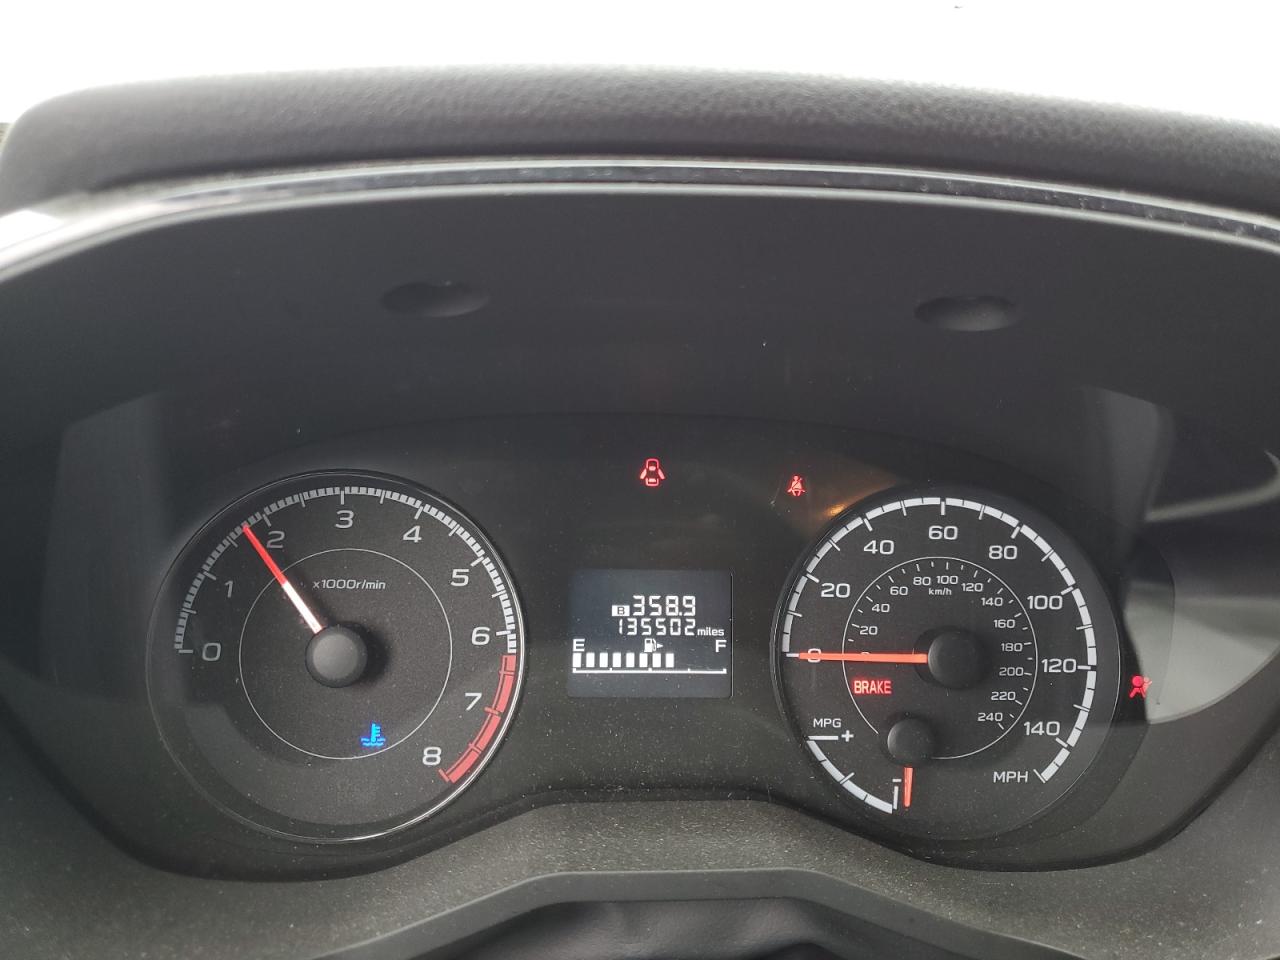 0 1 2 3 4 5 6 7 8
x1000r/min
B 358.9
135502 miles
E F
0 20 40 60 80 100 120 140
MPH
20 40 60 80 100 120 140 160 180 200 220 240
km/h
BRAKE
MPG
+
-